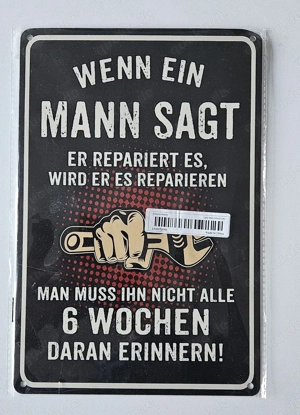 WENN EIN
MANN SAGT
ER REPARIERT ES,
WIRD ER ES REPARIEREN
MAN MUSS IHN NICHT ALLE
6 WOCHEN
DARAN ERINNERN!